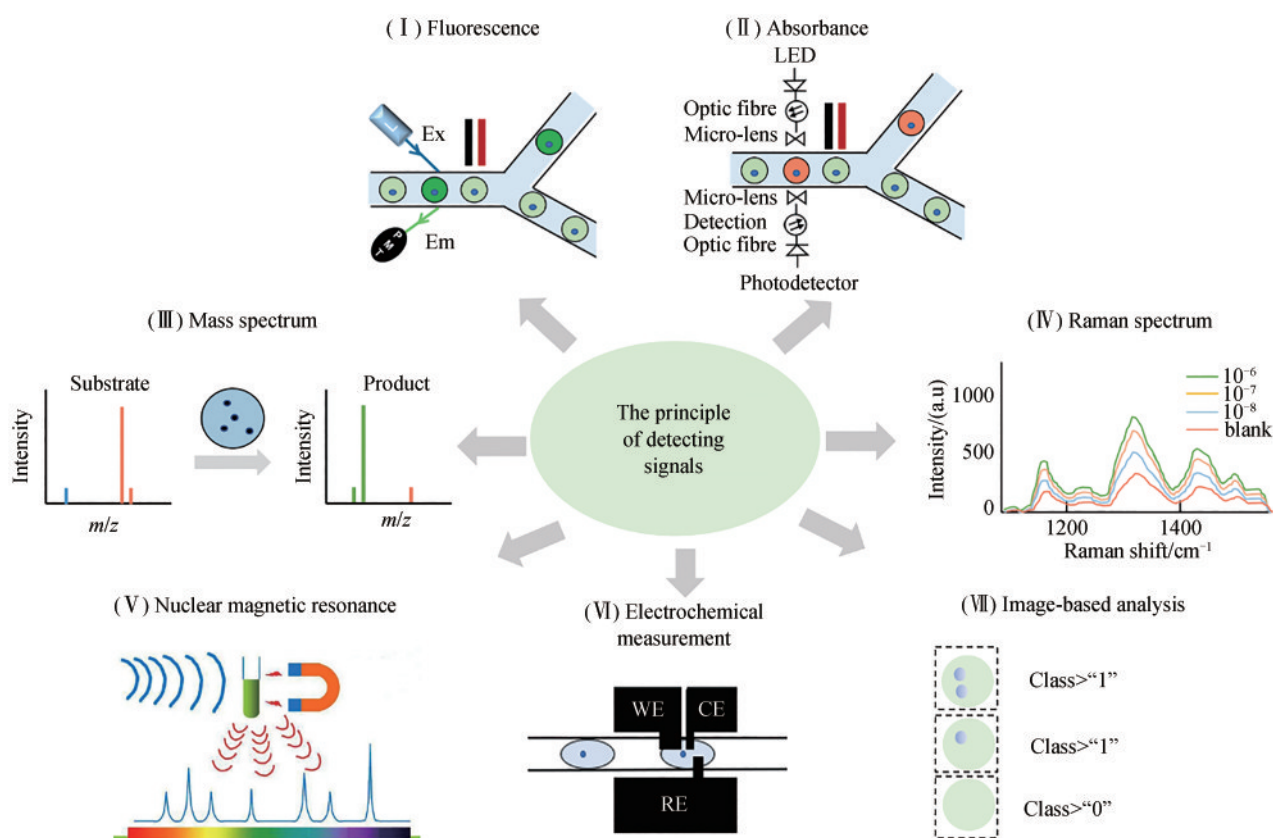 (Ⅰ) Fluorescence
Ex
PMT
Em
(Ⅱ) Absorbance
LED
Optic fibre
Micro-lens
Micro-lens
Detection
Optic fibre
Photodetector
(Ⅲ) Mass spectrum
Substrate
Intensity
m/z
Product
Intensity
m/z
The principle
of detecting
signals
(Ⅳ) Raman spectrum
Intensity/(a.u
1000
500
0
10⁻⁶
10⁻⁷
10⁻⁸
blank
1200
1400
Raman shift/cm⁻¹
(Ⅴ) Nuclear magnetic resonance
(Ⅵ) Electrochemical
measurement
WE
CE
RE
(Ⅶ) Image-based analysis
Class>“1”
Class>“1”
Class>“0”